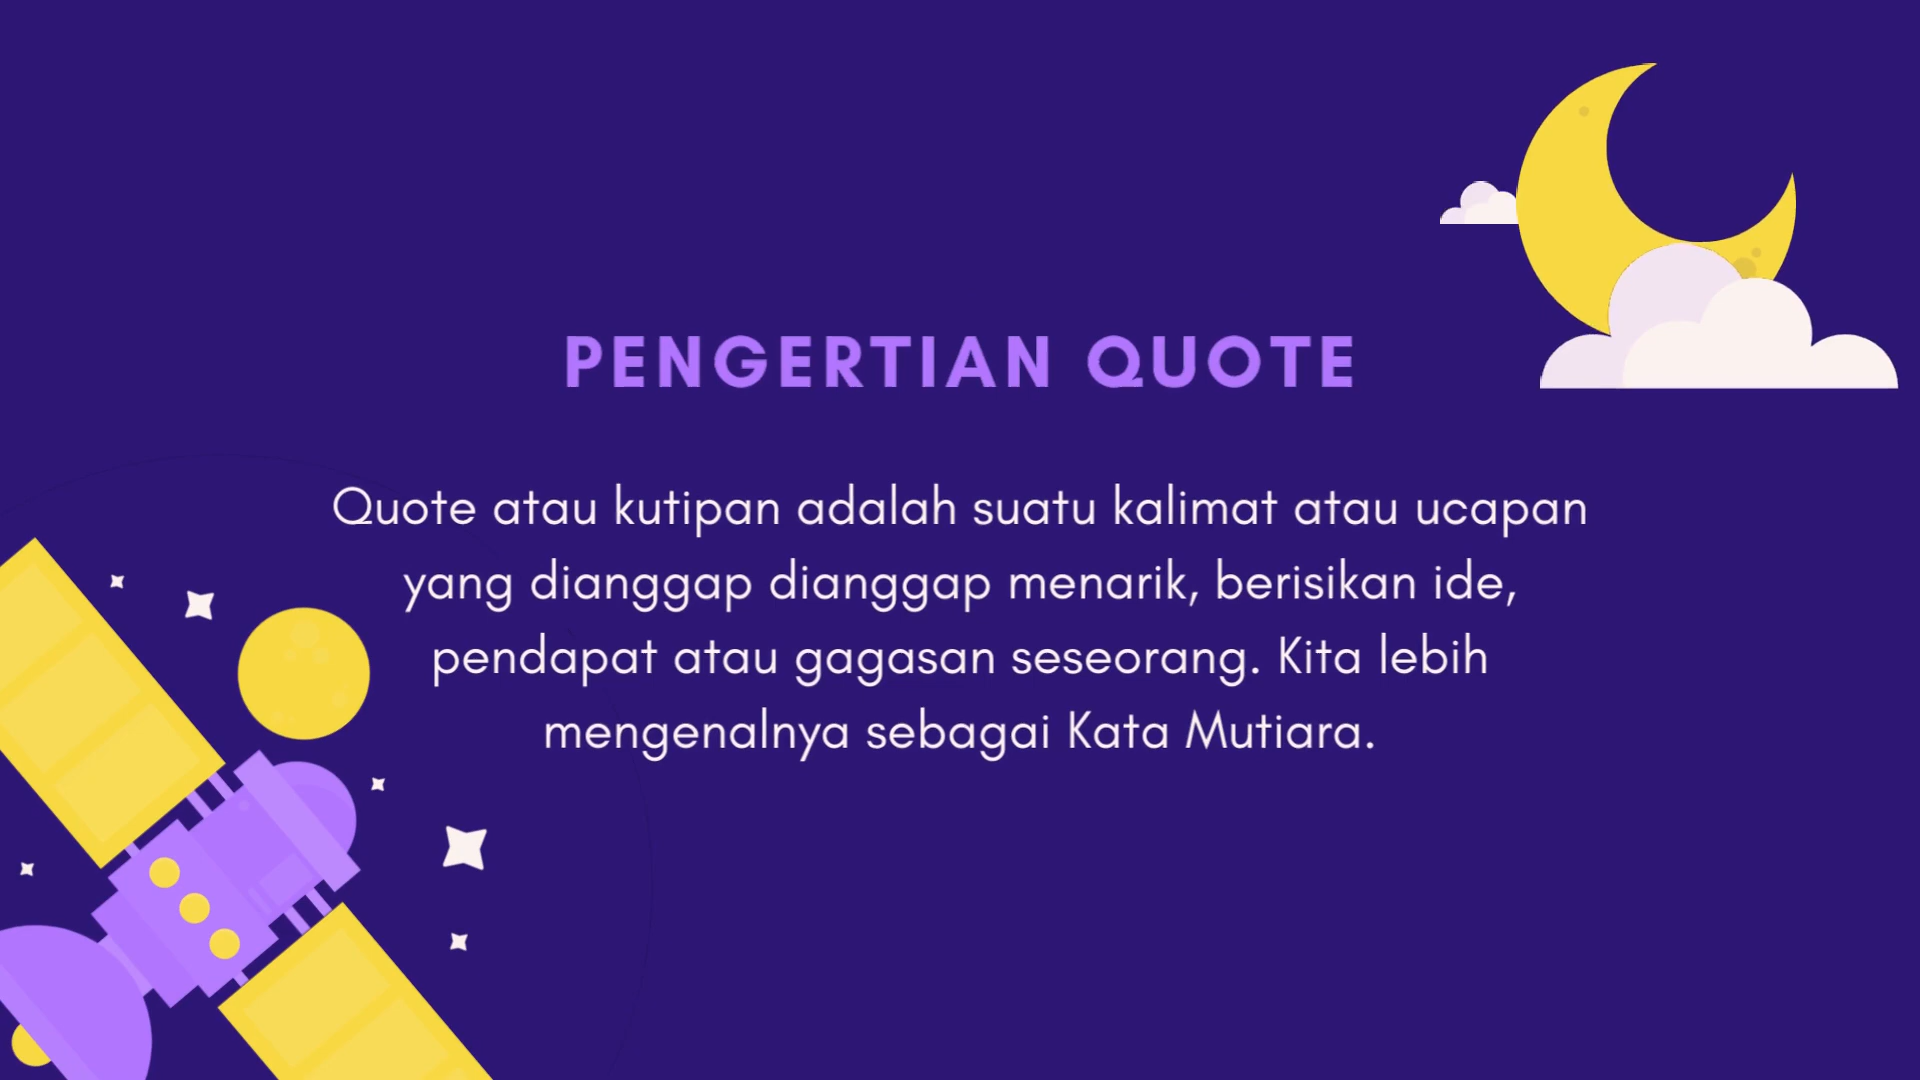 PENGERTIAN QUOTE
Quote atau kutipan adalah suatu kalimat atau ucapan
yang dianggap dianggap menarik, berisikan ide,
pendapat atau gagasan seseorang. Kita lebih
mengenalnya sebagai Kata Mutiara.